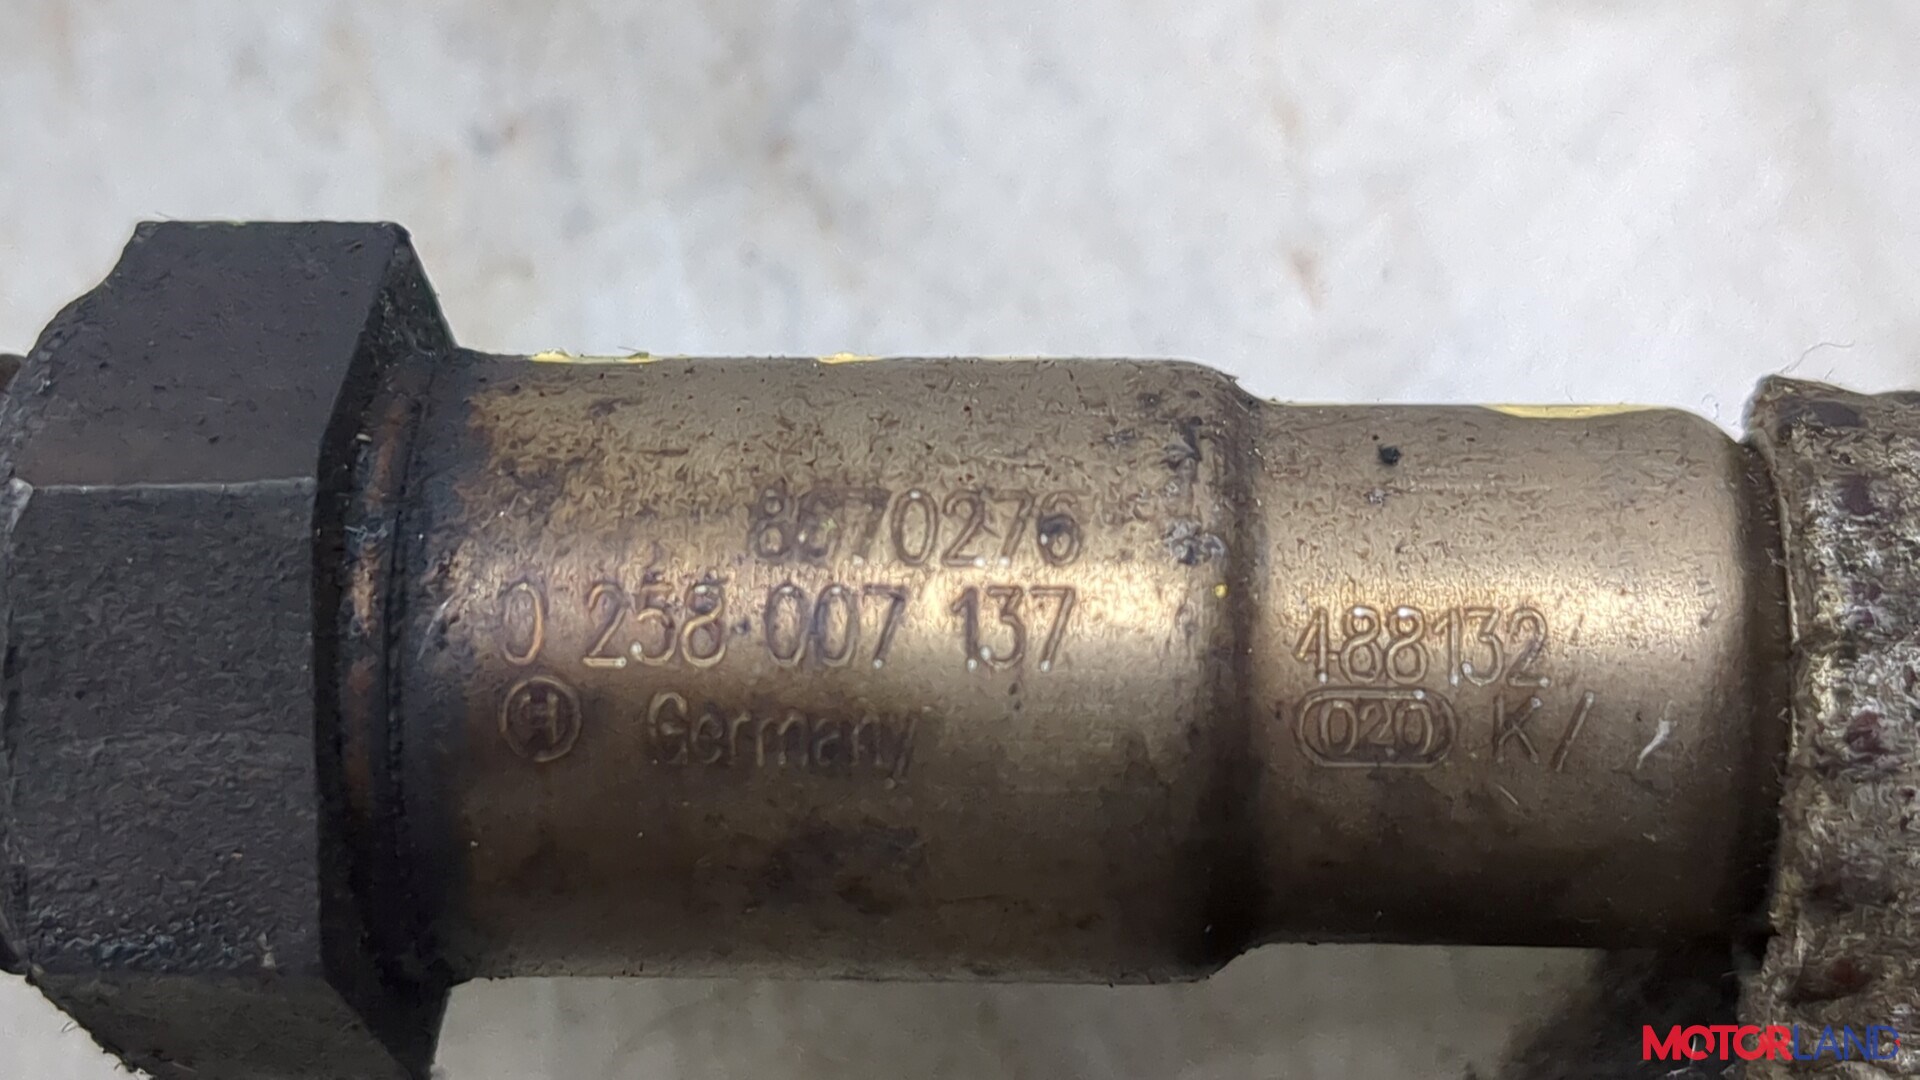 8670276
0 258 007 137
Germany
488132
020 K/
MOTORLAND